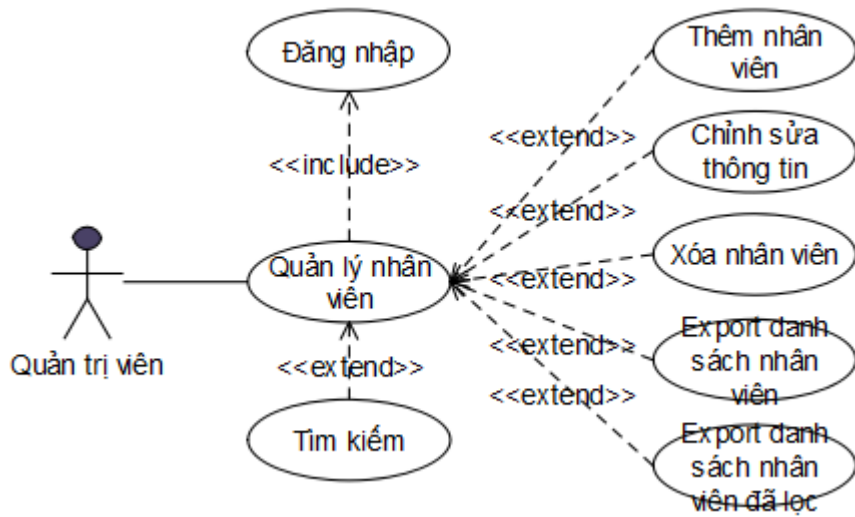 Đăng nhập
Thêm nhân
viên
<<include>>
<<extend>>
Chỉnh sửa
thông tin
<<extend>>
Quản lý nhân
viên
<<extend>>
Xóa nhân viên
Quản trị viên
<<extend>>
<<extend>>
Export danh
sách nhân
viên
<<extend>>
Tìm kiếm
Export danh
sách nhân
viên đã lọc